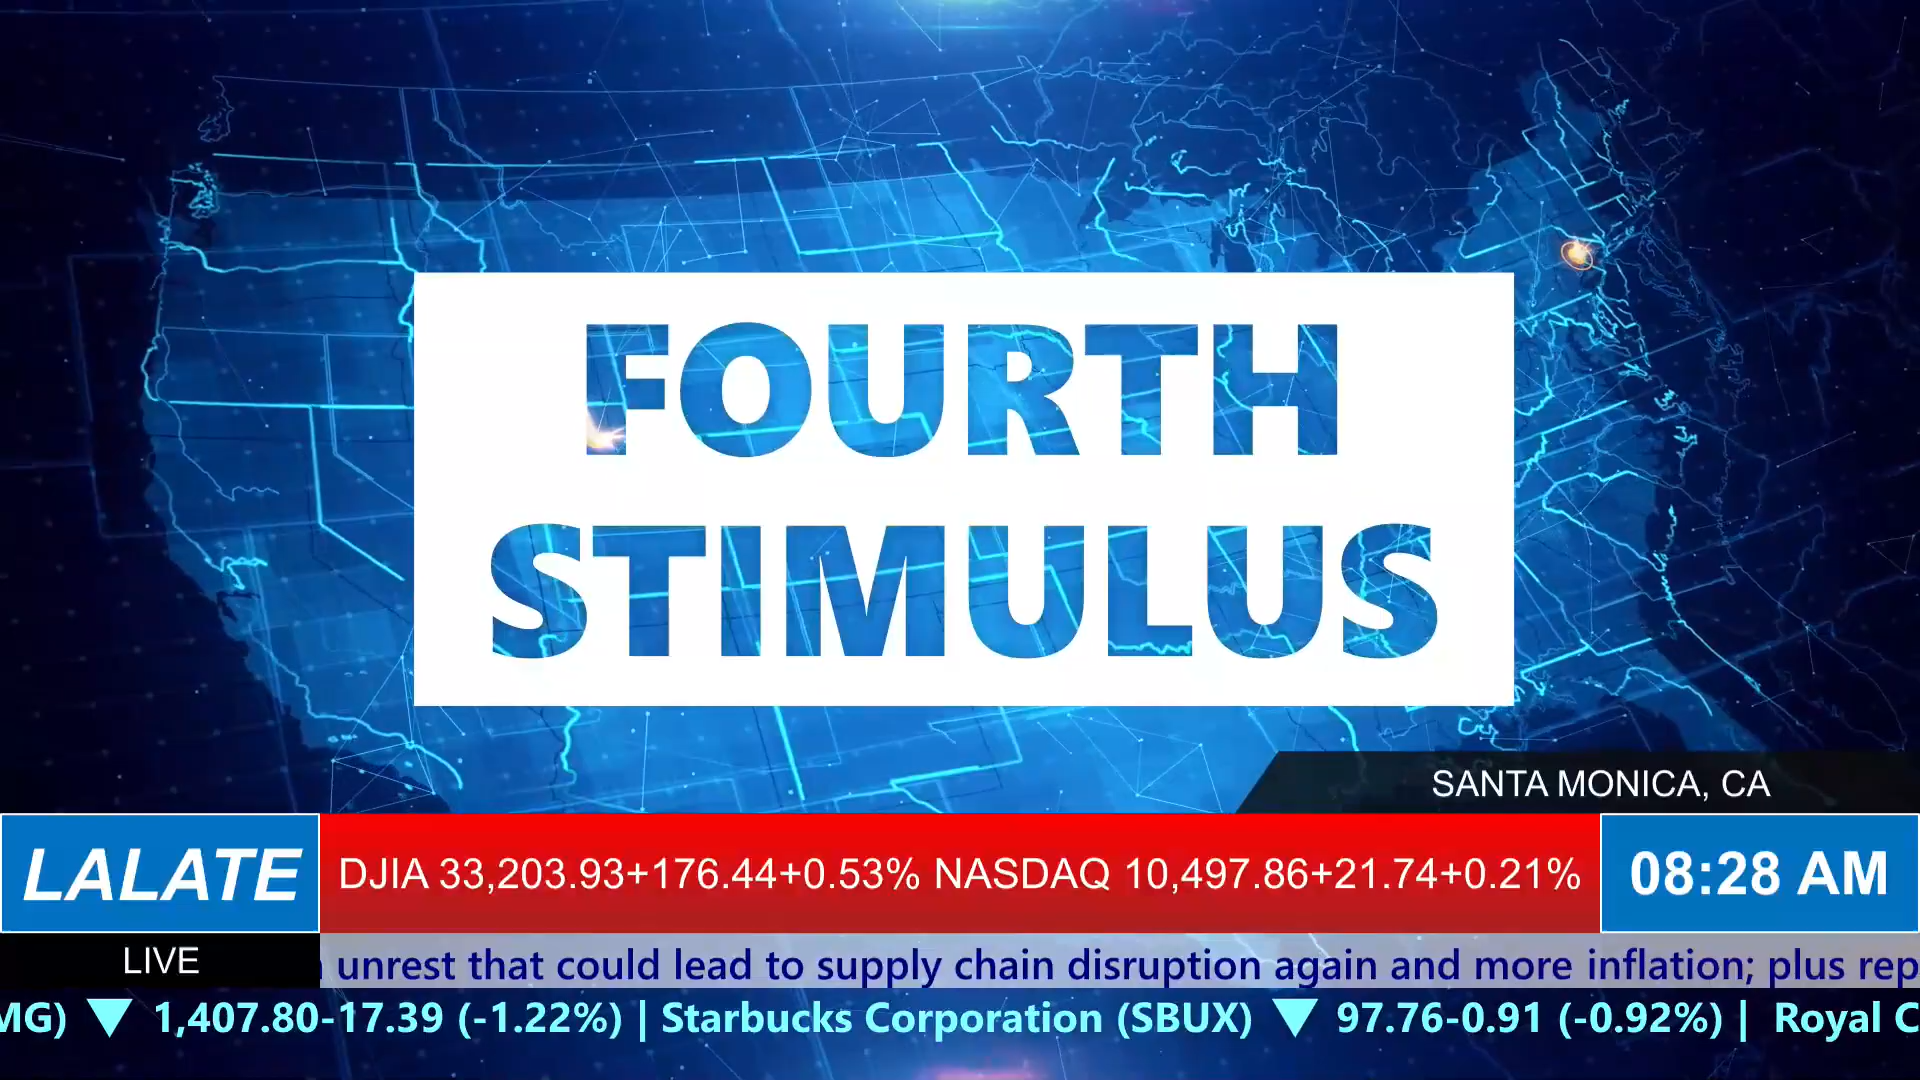 FOURTH
STIMULUS
SANTA MONICA, CA
LALATE
DJIA 33,203.93+176.44+0.53% NASDAQ 10,497.86+21.74+0.21%
08:28 AM
LIVE
unrest that could lead to supply chain disruption again and more inflation; plus rep
MG) ▼ 1,407.80-17.39 (-1.22%) | Starbucks Corporation (SBUX) ▼ 97.76-0.91 (-0.92%) | Royal C